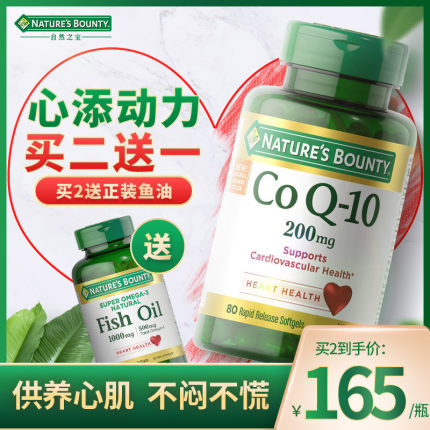 NATURE'S BOUNTY
自然之宝
心添动力
买二送一
买2送正装鱼油
送
NATURE'S BOUNTY
Co Q-10
200mg
Supports
Cardiovascular Health*
HEART HEALTH
80 Rapid Release Softgels
NATURE'S BOUNTY
SUPER OMEGA-3
NATURAL
Fish Oil
1000mg
500mg
HEART HEALTH
供养心肌 不闷不慌
买2到手价:
¥165/瓶